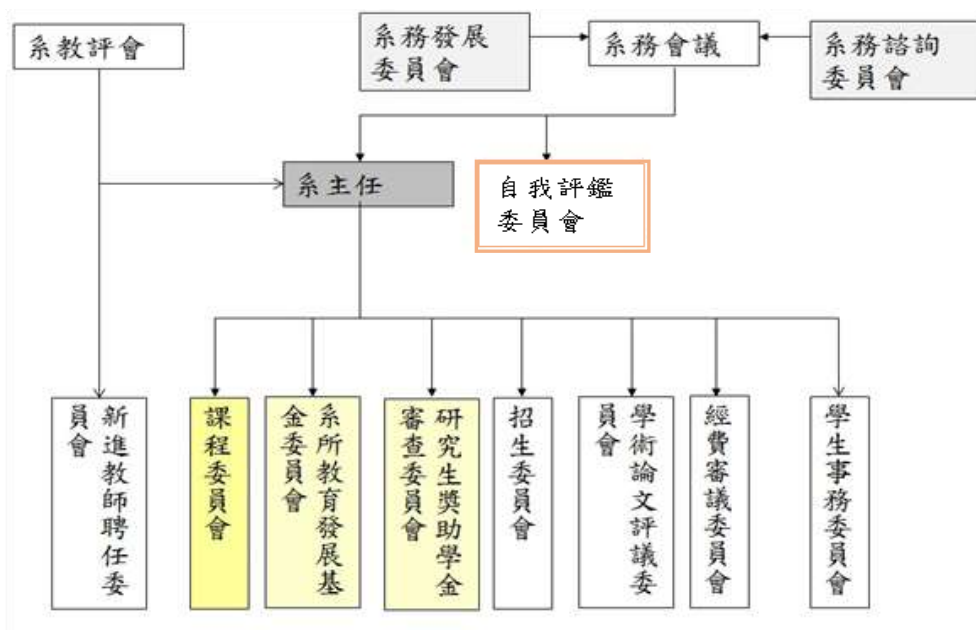 系教評會
系務發展
委員會
系務會議
系務諮詢
委員會
系主任
自我評鑑
委員會
新進教師聘任委
員會
課程委員會
系所教育發展基
金委員會
研究生獎助學金
審查委員會
招生委員會
學術論文評議委
員會
經費審議委員會
學生事務委員會